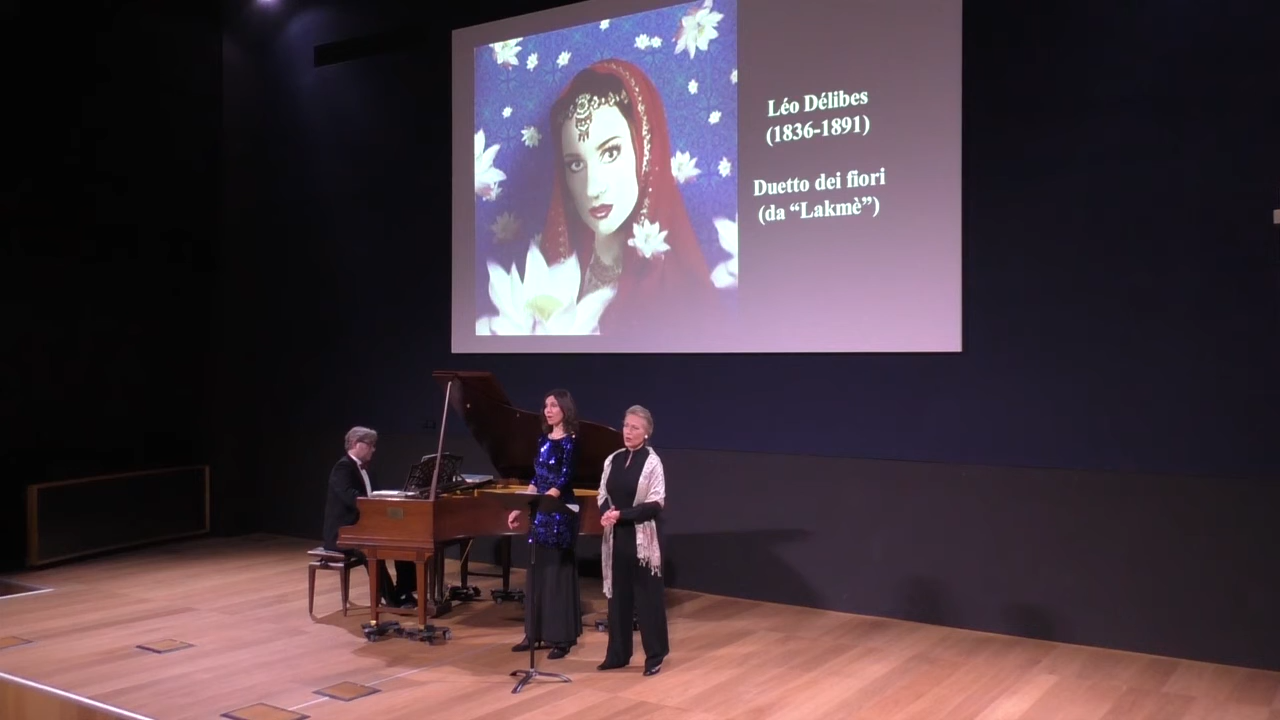 Léo Délibes
(1836-1891)
Duetto dei fiori
(da “Lakmè”)